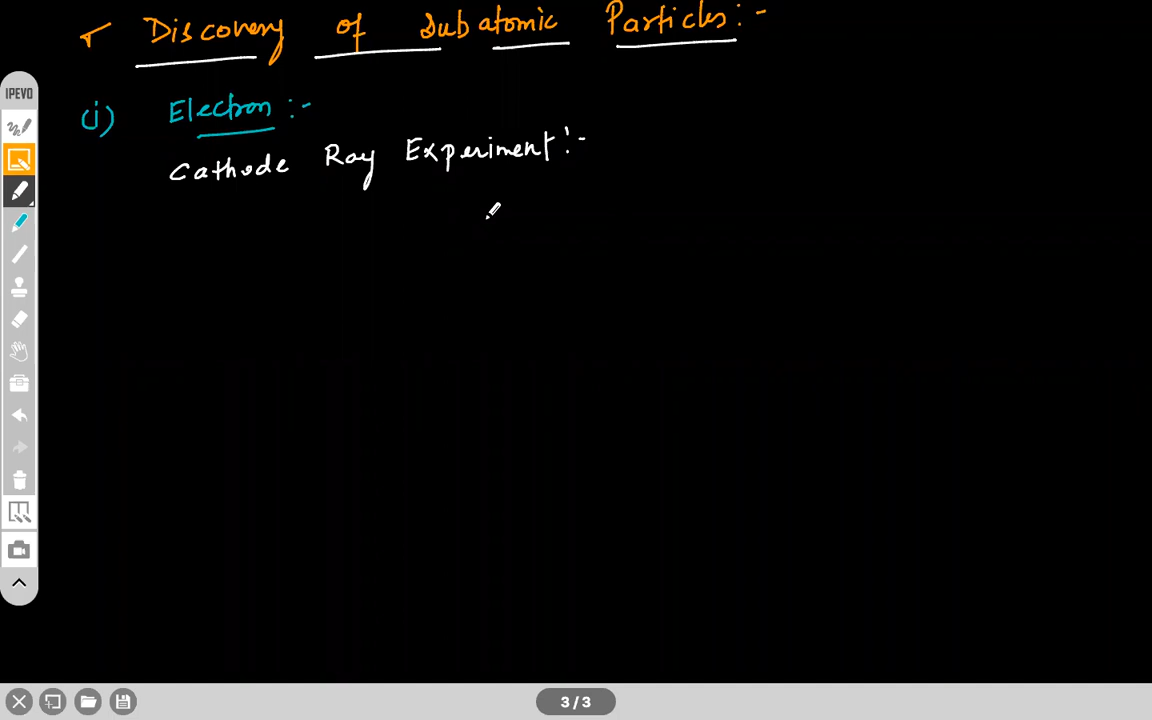 Discovery of Subatomic Particles:-
IPEVO
(i) Electron :-
Cathode Ray Experiment:-
3/3